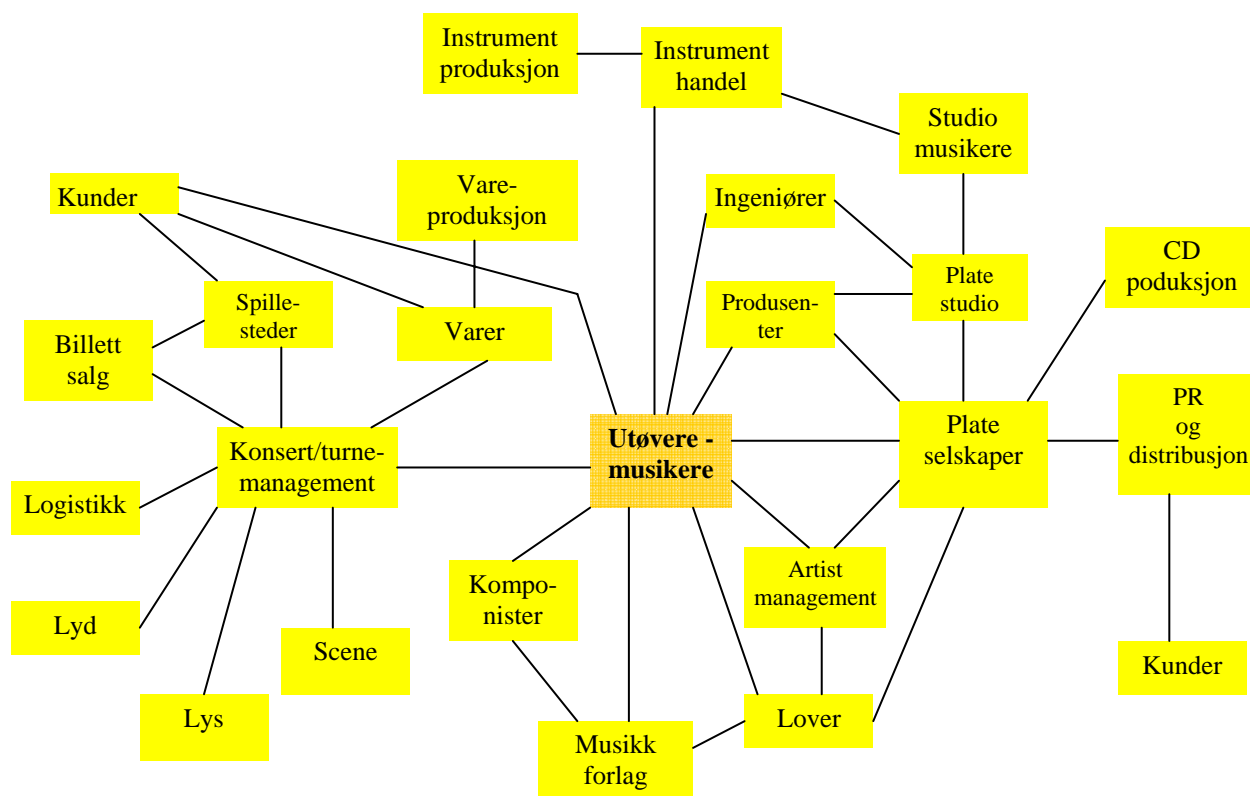 Instrument
produksjon
Instrument
handel
Studio
musikere
Kunder
Vare-
produksjon
Ingeniører
CD
poduksjon
Spille-
steder
Varer
Produsen-
ter
Plate
studio
Billett
salg
PR
og
distribusjon
Konsert/turne-
management
Utøvere -
musikere
Plate
selskaper
Logistikk
Kompo-
nister
Artist
management
Lyd
Scene
Kunder
Lys
Musikk
forlag
Lover